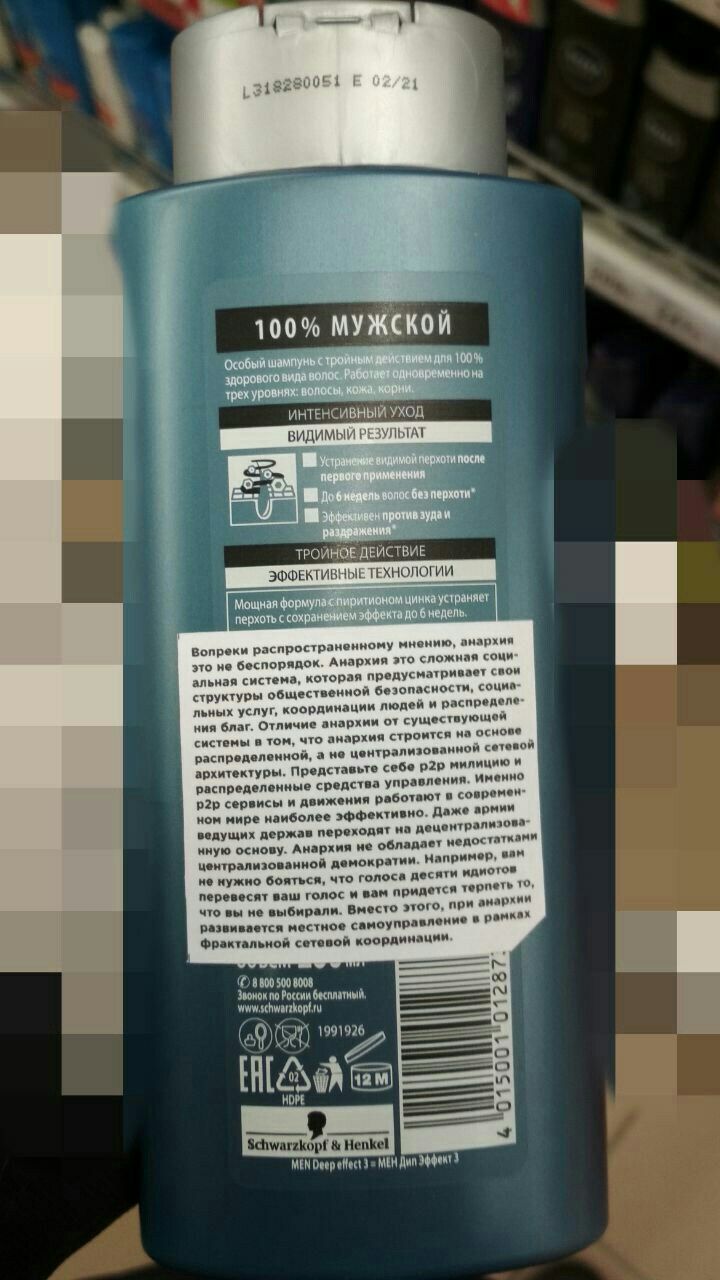 L318280051 E 02/21
100% МУЖСКОЙ
Особый шампунь с тройным действием для 100%
здорового вида волос. Работает одновременно на
трех уровнях: волосы, кожа, корни.
ИНТЕНСИВНЫЙ УХОД
ВИДИМЫЙ РЕЗУЛЬТАТ
Устранение видимой перхоти после
первого применения
До 6 недель волос без перхоти*
Эффективен против зуда и
раздражения*
ТРОЙНОЕ ДЕЙСТВИЕ
ЭФФЕКТИВНЫЕ ТЕХНОЛОГИИ
Мощная формула с пиритионом цинка устраняет
перхоть с сохранением эффекта до 6 недель.
Вопреки распространенному мнению, анархия
это не беспорядок. Анархия это сложная соци-
альная система, которая предусматривает свои
структуры общественной безопасности, социа-
льных услуг, координации людей и распределе-
ния благ. Отличие анархии от существующей
системы в том, что анархия строится на основе
распределенной, а не централизованной сетевой
архитектуры. Представьте себе p2p милицию и
распределенные средства управления. Именно
p2p сервисы и движения работают в современ-
ном мире наиболее эффективно. Даже армии
ведущих держав переходят на децентрализова-
нную основу. Анархия не обладает недостатками
централизованной демократии. Например, вам
не нужно бояться, что голоса десяти идиотов
перевесят ваш голос и вам придется терпеть то,
что вы не выбирали. Вместо этого, при анархии
развивается местное самоуправление в рамках
фрактальной сетевой координации.
8 800 500 8008
Звонок по России бесплатный.
www.schwarzkopf.ru
1991926
EAC 02 12 M
HDPE
Schwarzkopf & Henkel
MEN Deep effect 3 = МЕН Дип Эффект 3
4 015001 01287